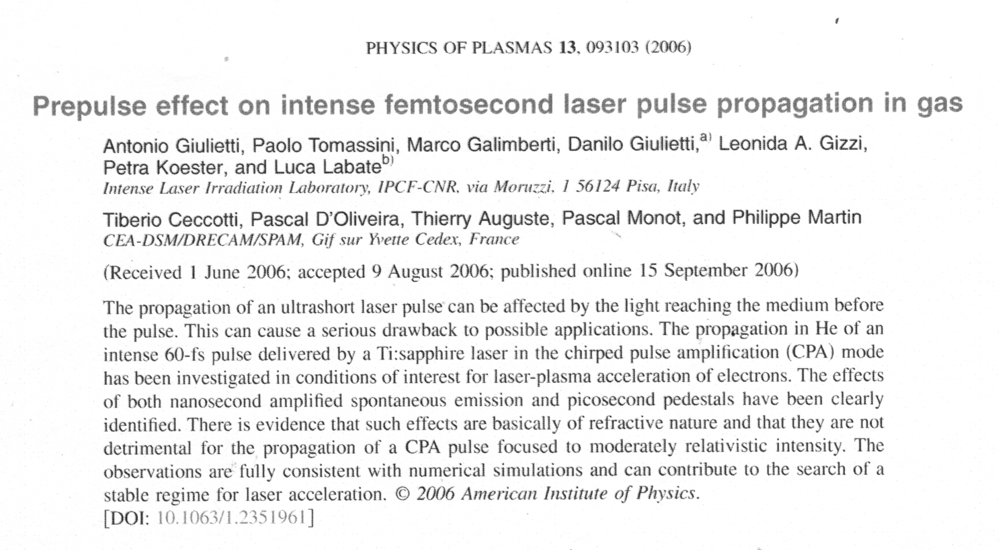 PHYSICS OF PLASMAS 13, 093103 (2006)
Prepulse effect on intense femtosecond laser pulse propagation in gas
Antonio Giulietti, Paolo Tomassini, Marco Galimberti, Danilo Giulietti,a) Leonida A. Gizzi,
Petra Koester, and Luca Labateb)
Intense Laser Irradiation Laboratory, IPCF-CNR, via Moruzzi, 1 56124 Pisa, Italy
Tiberio Ceccotti, Pascal D'Oliveira, Thierry Auguste, Pascal Monot, and Philippe Martin
CEA-DSM/DRECAM/SPAM, Gif sur Yvette Cedex, France
(Received 1 June 2006; accepted 9 August 2006; published online 15 September 2006)
The propagation of an ultrashort laser pulse can be affected by the light reaching the medium before
the pulse. This can cause a serious drawback to possible applications. The propagation in He of an
intense 60-fs pulse delivered by a Ti:sapphire laser in the chirped pulse amplification (CPA) mode
has been investigated in conditions of interest for laser-plasma acceleration of electrons. The effects
of both nanosecond amplified spontaneous emission and picosecond pedestals have been clearly
identified. There is evidence that such effects are basically of refractive nature and that they are not
detrimental for the propagation of a CPA pulse focused to moderately relativistic intensity. The
observations are fully consistent with numerical simulations and can contribute to the search of a
stable regime for laser acceleration. © 2006 American Institute of Physics.
[DOI: 10.1063/1.2351961]